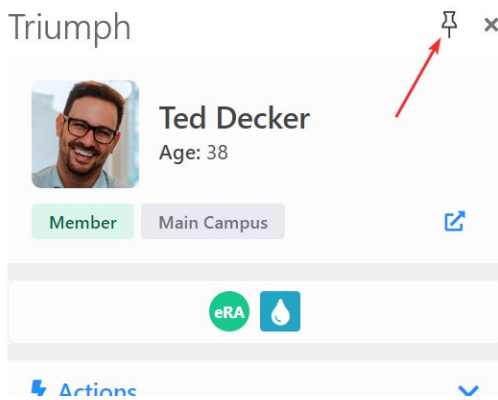 Triumph
Ted Decker
Age: 38
Member
Main Campus
eRA
Actions